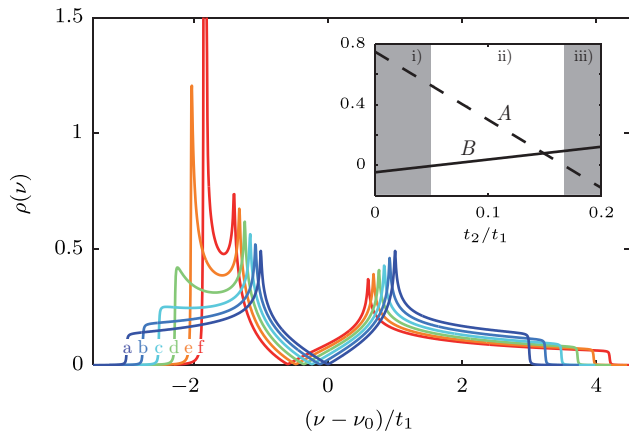 1.5
1
0.5
0
ρ(ν)
a b c d e f
−2 0 2 4
(ν − ν₀)/t₁
0.8
0.4
0
i) ii) iii)
A
B
0 0.1 0.2
t₂/t₁